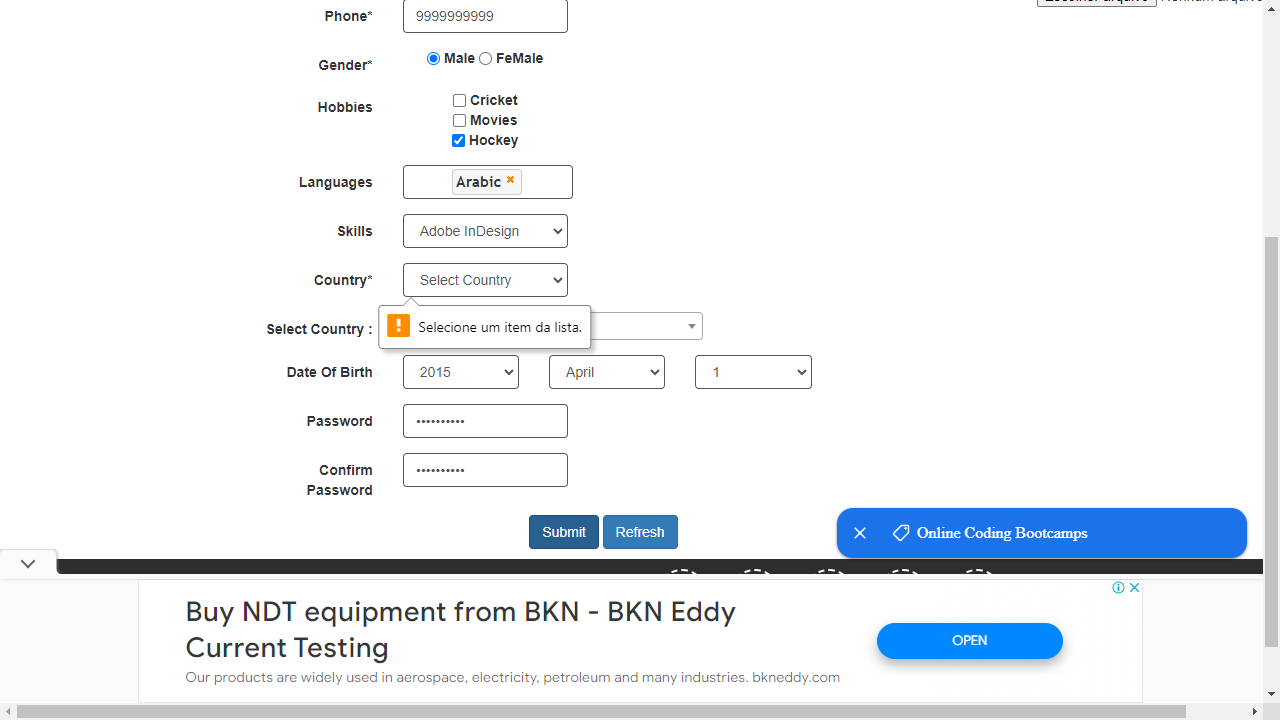 Phone*
9999999999
Gender*
Male FeMale
Hobbies
Cricket
Movies
Hockey
Languages
Arabic
Skills
Adobe InDesign
Country*
Select Country
Select Country :
Selecione um item da lista.
Date Of Birth
2015 April 1
Password
••••••••••
Confirm
Password
••••••••••
Submit Refresh
Online Coding Bootcamps
Buy NDT equipment from BKN - BKN Eddy
Current Testing
Our products are widely used in aerospace, electricity, petroleum and many industries. bkneddy.com
OPEN